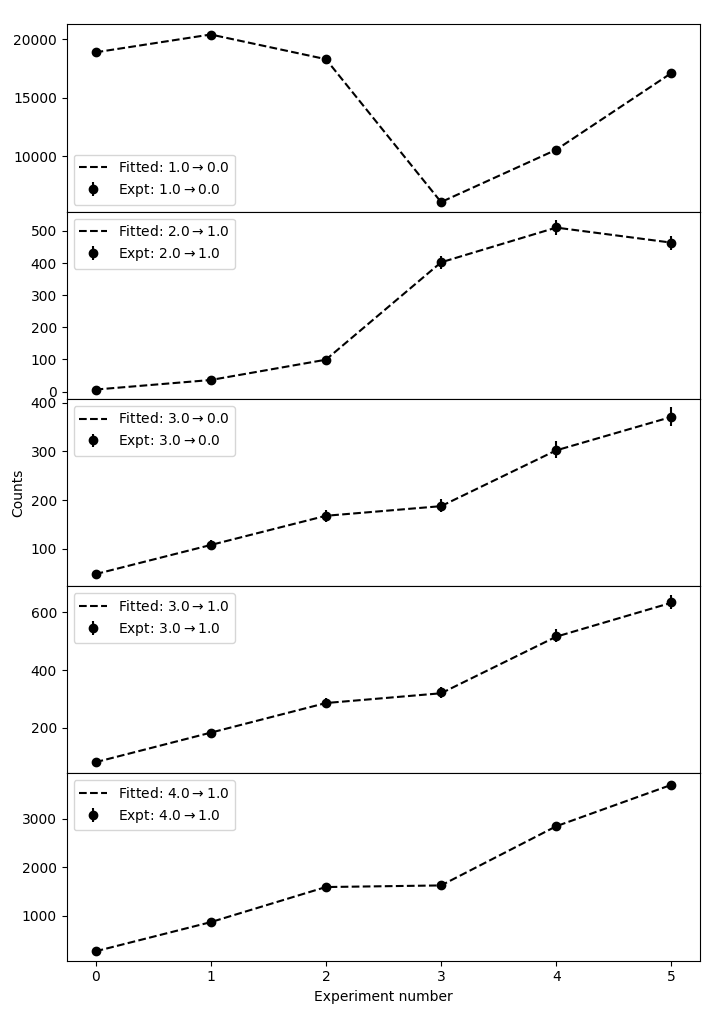 20000
15000
10000
Fitted: 1.0→0.0
Expt: 1.0→0.0
500
400
300
200
100
0
Fitted: 2.0→1.0
Expt: 2.0→1.0
400
300
200
100
Fitted: 3.0→0.0
Expt: 3.0→0.0
Counts
600
400
200
Fitted: 3.0→1.0
Expt: 3.0→1.0
3000
2000
1000
Fitted: 4.0→1.0
Expt: 4.0→1.0
0 1 2 3 4 5
Experiment number